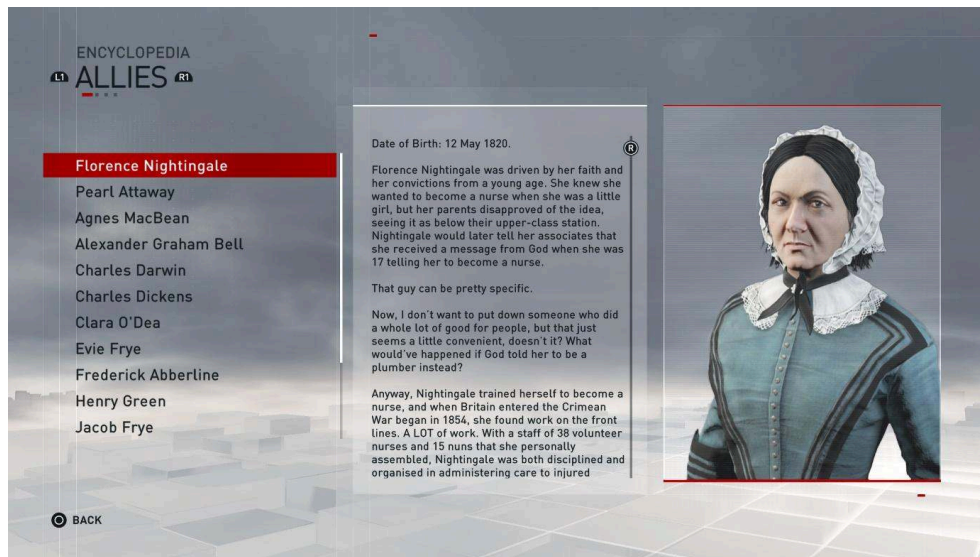 ENCYCLOPEDIA
L1 ALLIES R1
Florence Nightingale
Pearl Attaway
Agnes MacBean
Alexander Graham Bell
Charles Darwin
Charles Dickens
Clara O'Dea
Evie Frye
Frederick Abberline
Henry Green
Jacob Frye
Date of Birth: 12 May 1820.
R
Florence Nightingale was driven by her faith and
her convictions from a young age. She knew she
wanted to become a nurse when she was a little
girl, but her parents disapproved of the idea,
seeing it as below their upper-class station.
Nightingale would later tell her associates that
she received a message from God when she was
17 telling her to become a nurse.
That guy can be pretty specific.
Now, I don't want to put down someone who did
a whole lot of good for people, but that just
seems a little convenient, doesn't it? What
would've happened if God told her to be a
plumber instead?
Anyway, Nightingale trained herself to become a
nurse, and when Britain entered the Crimean
War began in 1854, she found work on the front
lines. A LOT of work. With a staff of 38 volunteer
nurses and 15 nuns that she personally
assembled, Nightingale was both disciplined and
organised in administering care to injured
BACK